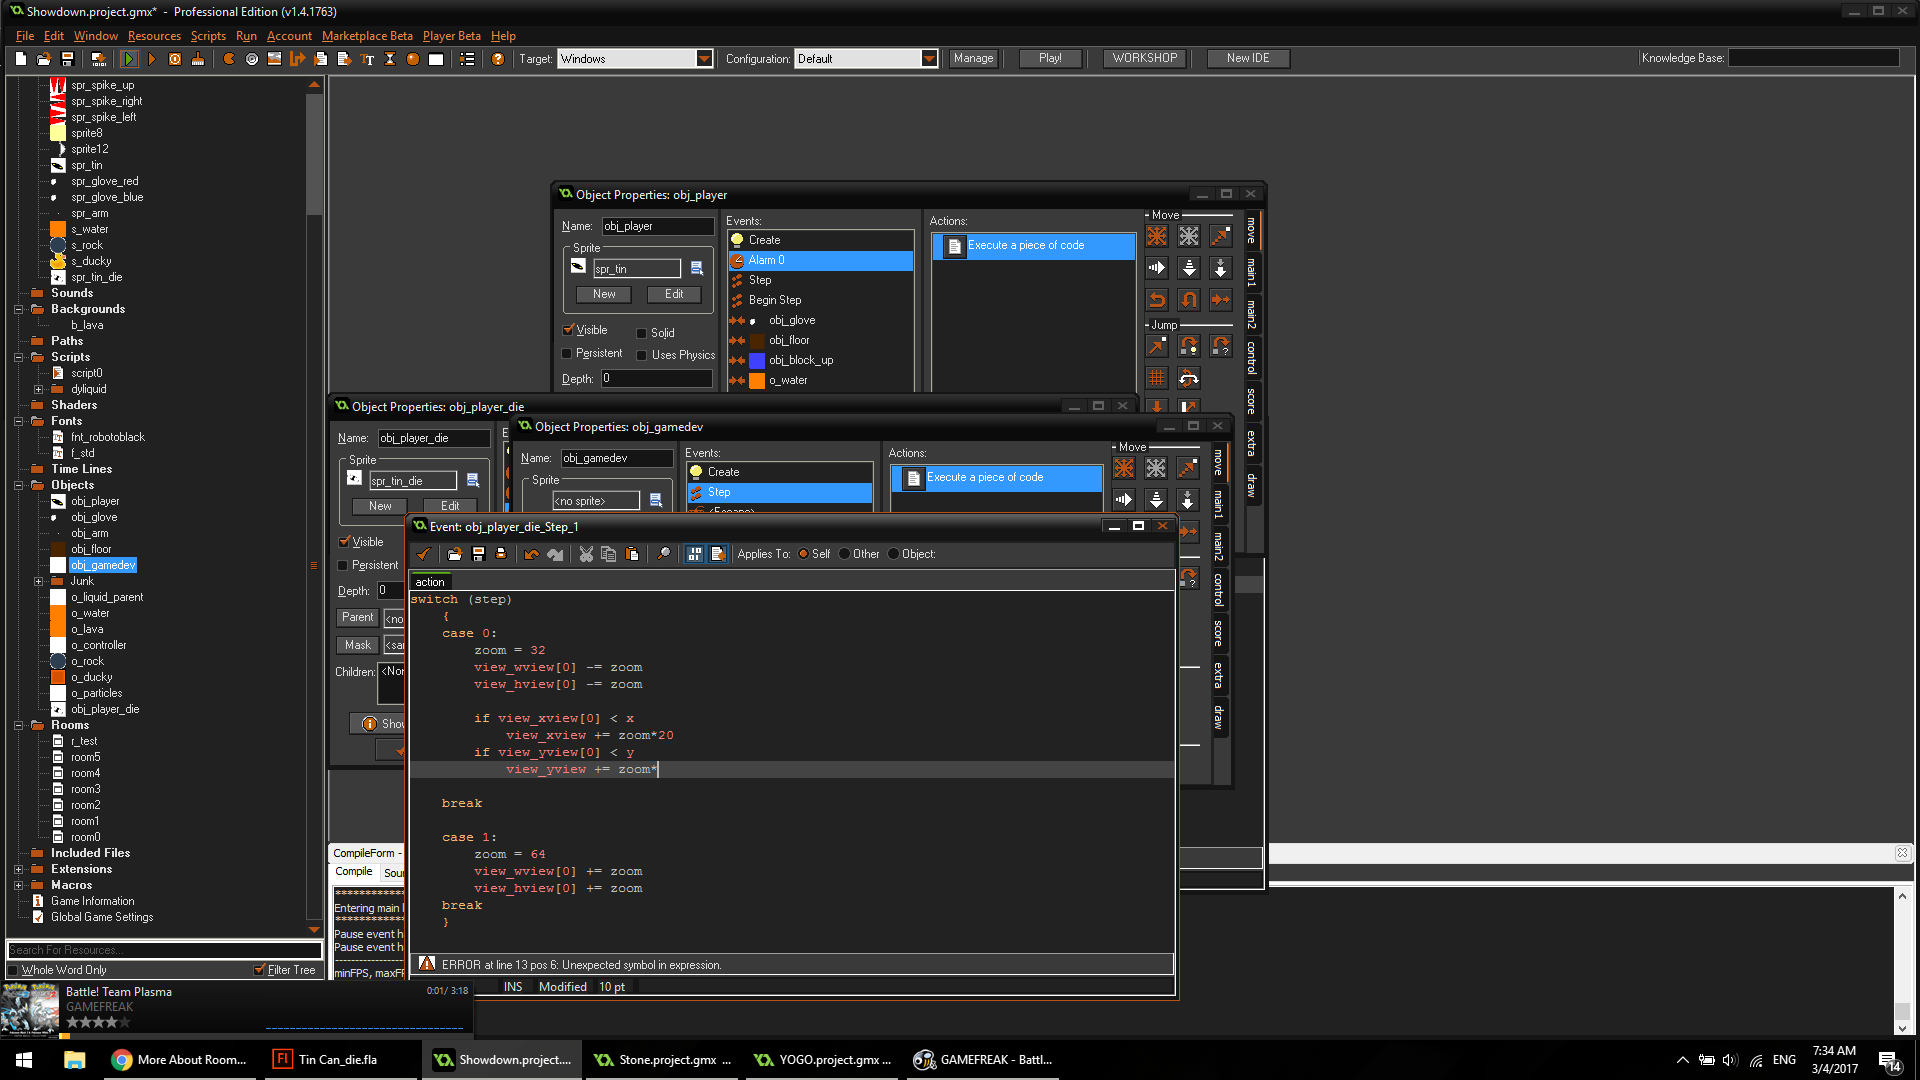 Showdown.project.gmx* - Professional Edition (v1.4.1763)
File Edit Window Resources Scripts Run Account Marketplace Beta Player Beta Help
Target: Windows Configuration: Default Manage Play! WORKSHOP New IDE Knowledge Base:
spr_spike_up
spr_spike_right
spr_spike_left
sprite8
sprite12
spr_tin
spr_glove_red
spr_glove_blue
spr_arm
s_water
s_rock
s_ducky
spr_tin_die
Sounds
Backgrounds
b_lava
Paths
Scripts
script0
dyliquid
Shaders
Fonts
fnt_robotoblack
f_std
Time Lines
Objects
obj_player
obj_glove
obj_arm
obj_floor
obj_gamedev
Junk
o_liquid_parent
o_water
o_lava
o_controller
o_rock
o_ducky
o_particles
obj_player_die
Rooms
r_test
room5
room4
room3
room2
room1
room0
Included Files
Extensions
Macros
Game Information
Global Game Settings
Search For Resources...
Whole Word Only Filter Tree
Object Properties: obj_player
Name: obj_player
Sprite
spr_tin
New Edit
Visible Solid
Persistent Uses Physics
Depth: 0
Events:
Create
Alarm 0
Step
Begin Step
obj_glove
obj_floor
obj_block_up
o_water
Actions:
Execute a piece of code
Move
Jump
move
main1
main2
control
score
extra
draw
Object Properties: obj_player_die
Name: obj_player_die
Sprite
spr_tin_die
New Edit
Visible
Persistent
Depth: 0
Parent <no
Mask <sa
Children: <Non
Show
Object Properties: obj_gamedev
Name: obj_gamedev
Sprite
<no sprite>
Events:
Create
Step
<Escape>
Actions:
Execute a piece of code
Move
move
main1
main2
control
score
extra
draw
Event: obj_player_die_Step_1
Applies To: Self Other Object:
action
switch (step)
{
case 0:
zoom = 32
view_wview[0] -= zoom
view_hview[0] -= zoom
if view_xview[0] < x
view_xview += zoom*20
if view_yview[0] < y
view_yview += zoom*
break
case 1:
zoom = 64
view_wview[0] += zoom
view_hview[0] += zoom
break
}
ERROR at line 13 pos 6: Unexpected symbol in expression.
INS Modified 10 pt
CompileForm -
Compile Sour
Entering main l
Pause event h
Pause event h
minFPS, maxFP
Battle! Team Plasma 0:01/ 3:18
GAMEFREAK
More About Room... Tin Can_die.fla Showdown.project.... Stone.project.gmx ... YOGO.project.gmx ... GAMEFREAK - Battl...
ENG
7:34 AM
3/4/2017
14